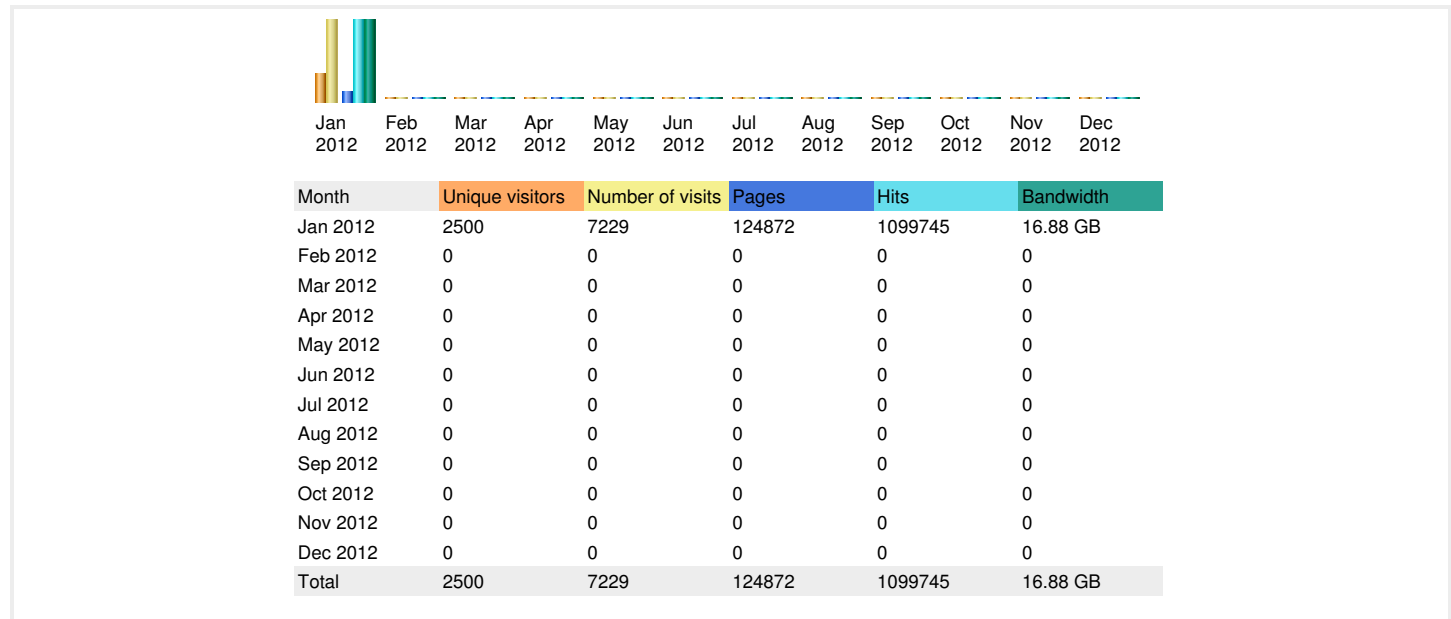 Jan Feb Mar Apr May Jun Jul Aug Sep Oct Nov Dec
2012 2012 2012 2012 2012 2012 2012 2012 2012 2012 2012 2012
Month Unique visitors Number of visits Pages Hits Bandwidth
Jan 2012 2500 7229 124872 1099745 16.88 GB
Feb 2012 0 0 0 0 0
Mar 2012 0 0 0 0 0
Apr 2012 0 0 0 0 0
May 2012 0 0 0 0 0
Jun 2012 0 0 0 0 0
Jul 2012 0 0 0 0 0
Aug 2012 0 0 0 0 0
Sep 2012 0 0 0 0 0
Oct 2012 0 0 0 0 0
Nov 2012 0 0 0 0 0
Dec 2012 0 0 0 0 0
Total 2500 7229 124872 1099745 16.88 GB